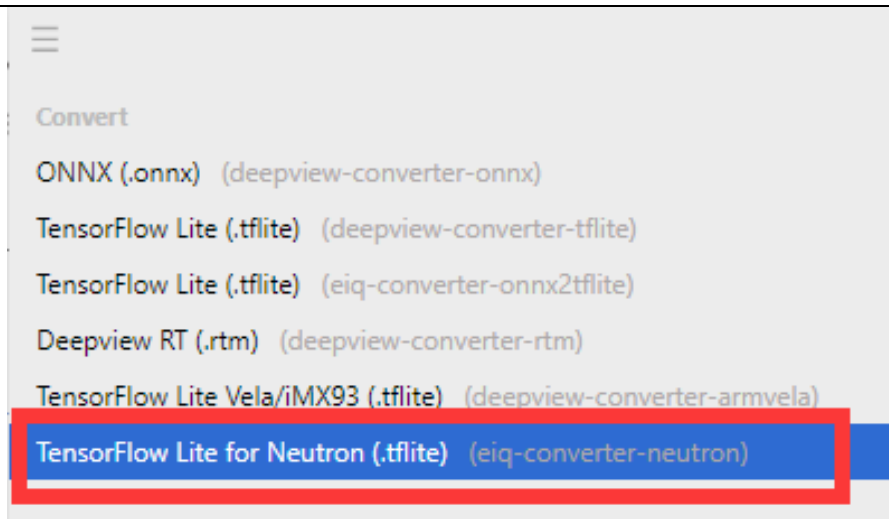 Convert
ONNX (.onnx) (deepview-converter-onnx)
TensorFlow Lite (.tflite) (deepview-converter-tflite)
TensorFlow Lite (.tflite) (eiq-converter-onnx2tflite)
Deepview RT (.rtm) (deepview-converter-rtm)
TensorFlow Lite Vela/iMX93 (.tflite) (deepview-converter-armvela)
TensorFlow Lite for Neutron (.tflite) (eiq-converter-neutron)